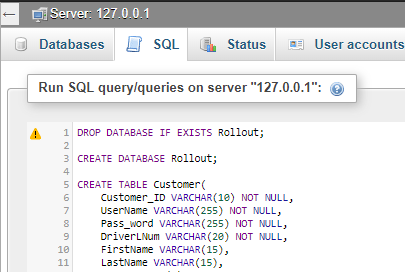 Server: 127.0.0.1
Databases SQL Status User accounts
Run SQL query/queries on server "127.0.0.1":
1 DROP DATABASE IF EXISTS Rollout;
2
3 CREATE DATABASE Rollout;
4
5 CREATE TABLE Customer(
6 Customer_ID VARCHAR(10) NOT NULL,
7 UserName VARCHAR(255) NOT NULL,
8 Pass_word VARCHAR(255) NOT NULL,
9 DriverLNum VARCHAR(20) NOT NULL,
10 FirstName VARCHAR(15),
11 LastName VARCHAR(15),